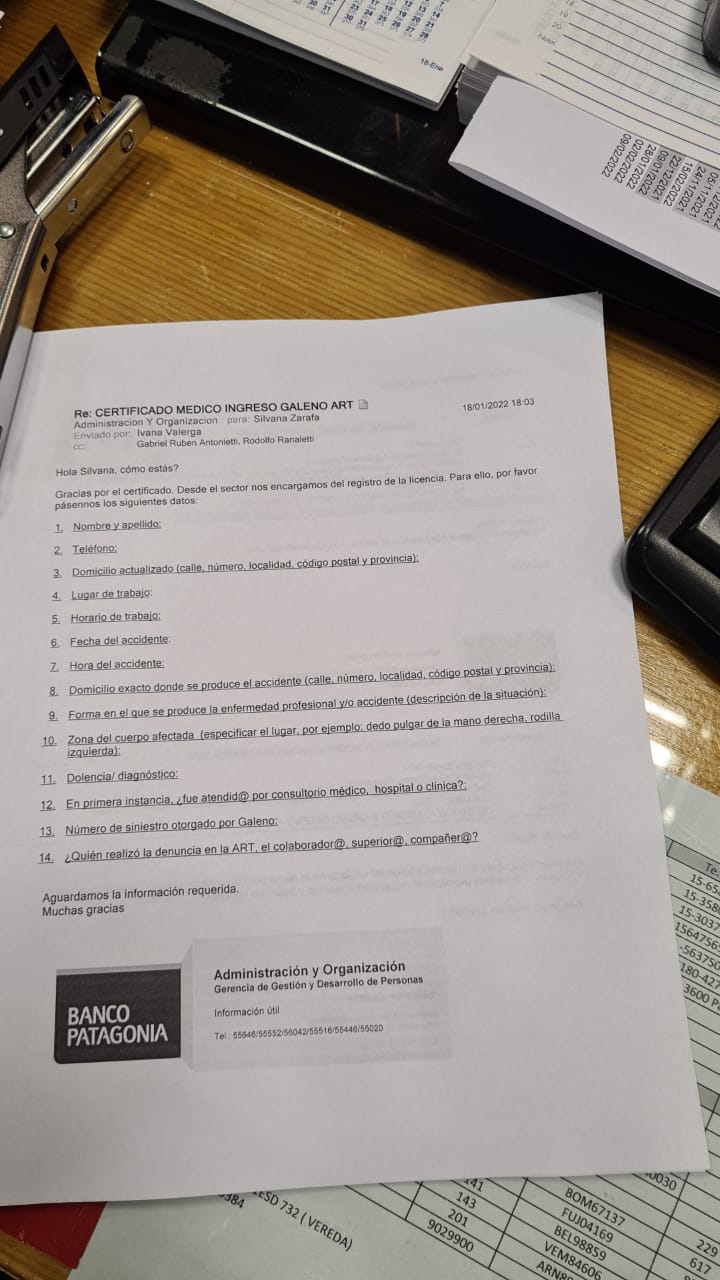 18-Ene
Notas
05/11/2021
24/11/2021
15/02/2021
22/12/2021
09/01/2022
28/01/2022
02/02/2022
09/02/2022
Re: CERTIFICADO MEDICO INGRESO GALENO ART
18/01/2022 18:03
Administracion Y Organizacion para: Silvana Zarafa
Enviado por: Ivana Valerga
cc: Gabriel Ruben Antonietti, Rodolfo Ranaletti
Hola Silvana, cómo estás?
Gracias por el certificado. Desde el sector nos encargamos del registro de la licencia. Para ello, por favor
pásennos los siguientes datos:
1. Nombre y apellido:
2. Teléfono:
3. Domicilio actualizado (calle, número, localidad, código postal y provincia):
4. Lugar de trabajo:
5. Horario de trabajo:
6. Fecha del accidente:
7. Hora del accidente:
8. Domicilio exacto donde se produce el accidente (calle, número, localidad, código postal y provincia):
9. Forma en el que se produce la enfermedad profesional y/o accidente (descripción de la situación):
10. Zona del cuerpo afectada (especificar el lugar, por ejemplo: dedo pulgar de la mano derecha, rodilla
izquierda):
11. Dolencia/ diagnóstico:
12. En primera instancia, ¿fue atendid@ por consultorio médico, hospital o clínica?:
13. Número de siniestro otorgado por Galeno:
14. ¿Quién realizó la denuncia en la ART, el colaborador@, superior@, compañer@?
Aguardamos la información requerida.
Muchas gracias
BANCO
PATAGONIA
Administración y Organización
Gerencia de Gestión y Desarrollo de Personas
Información útil
Tel.: 55646/55552/56042/55516/55446/55020
Te.
15-65
15-358
15-303
1564756
-563750
180-427
3600 P
384
ESD 732 ( VEREDA)
141
143
201
9029900
BOM67137
FUJ04169
BEL98859
VEM84606
0030
229
617